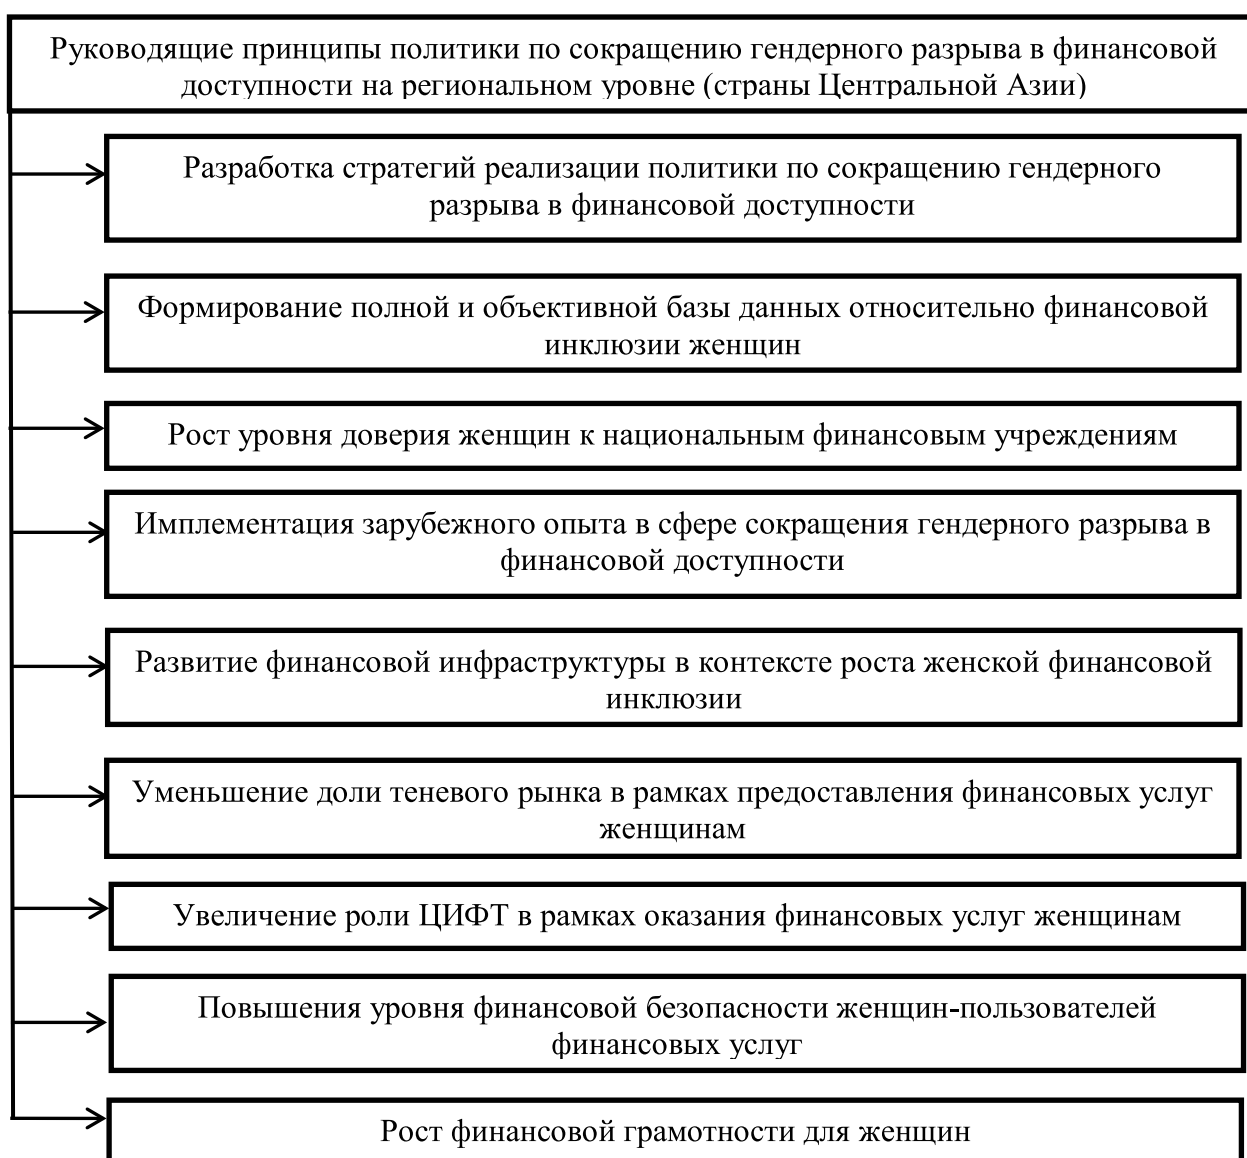 Руководящие принципы политики по сокращению гендерного разрыва в финансовой
доступности на региональном уровне (страны Центральной Азии)
Разработка стратегий реализации политики по сокращению гендерного
разрыва в финансовой доступности
Формирование полной и объективной базы данных относительно финансовой
инклюзии женщин
Рост уровня доверия женщин к национальным финансовым учреждениям
Имплементация зарубежного опыта в сфере сокращения гендерного разрыва в
финансовой доступности
Развитие финансовой инфраструктуры в контексте роста женской финансовой
инклюзии
Уменьшение доли теневого рынка в рамках предоставления финансовых услуг
женщинам
Увеличение роли ЦИФТ в рамках оказания финансовых услуг женщинам
Повышения уровня финансовой безопасности женщин-пользователей
финансовых услуг
Рост финансовой грамотности для женщин